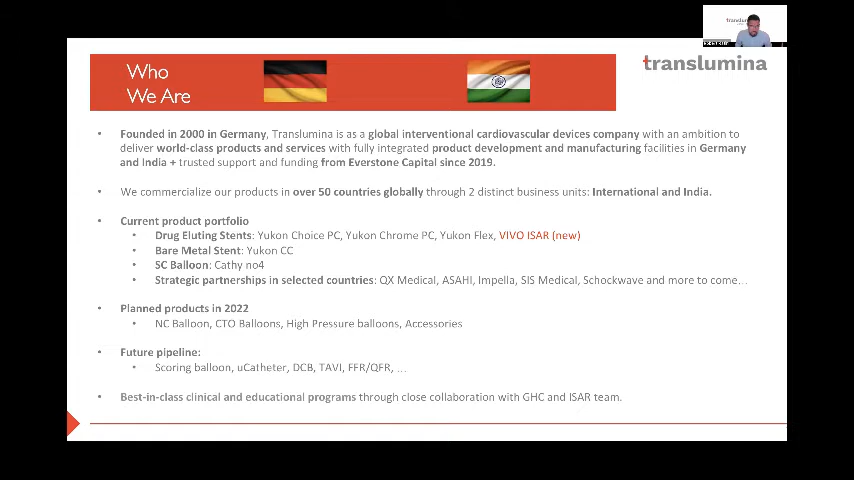 Who
We Are
translumina
Founded in 2000 in Germany, Translumina is as a global interventional cardiovascular devices company with an ambition to
deliver world-class products and services with fully integrated product development and manufacturing facilities in Germany
and India + trusted support and funding from Everstone Capital since 2019.
We commercialize our products in over 50 countries globally through 2 distinct business units: International and India.
Current product portfolio
Drug Eluting Stents: Yukon Choice PC, Yukon Chrome PC, Yukon Flex, VIVO ISAR (new)
Bare Metal Stent: Yukon CC
SC Balloon: Cathy no4
Strategic partnerships in selected countries: QX Medical, ASAHI, Impella, SIS Medical, Schockwave and more to come…
Planned products in 2022
NC Balloon, CTO Balloons, High Pressure balloons, Accessories
Future pipeline:
Scoring balloon, uCatheter, DCB, TAVI, FFR/QFR, …
Best-in-class clinical and educational programs through close collaboration with GHC and ISAR team.